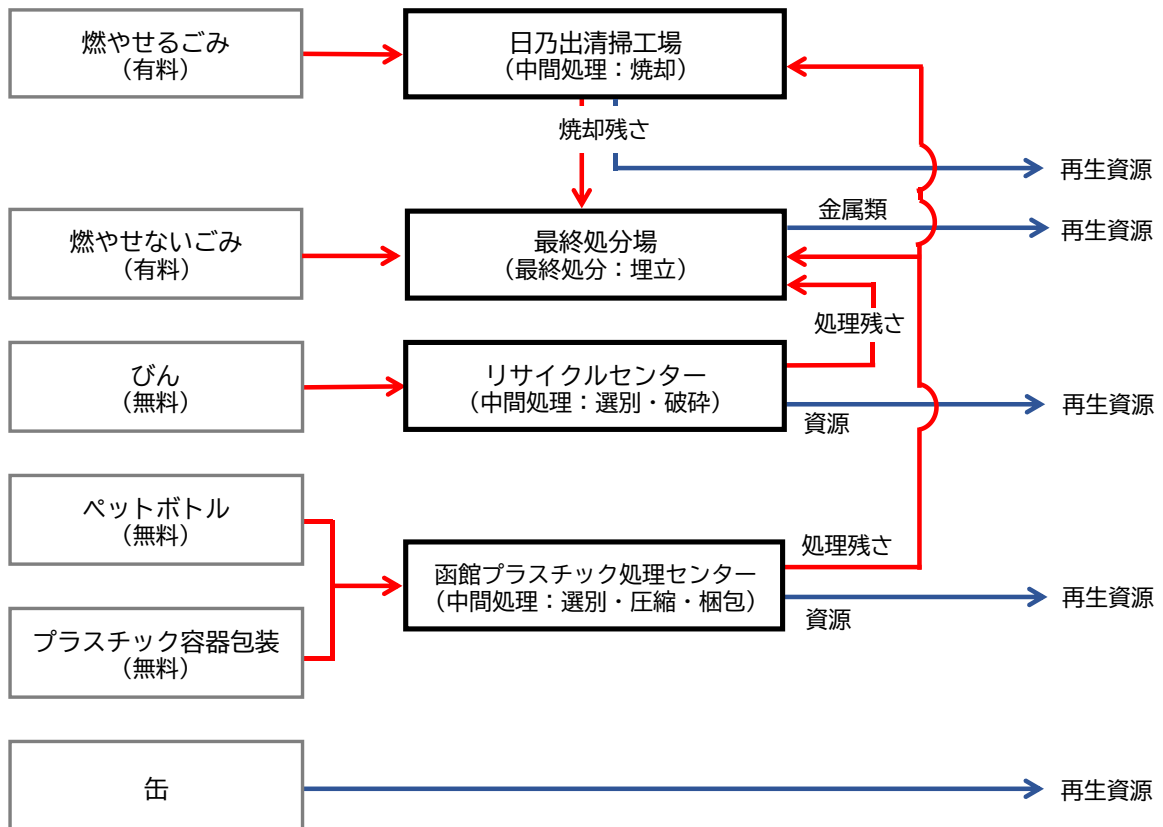 燃やせるごみ
（有料）
日乃出清掃工場
（中間処理：焼却）
焼却残さ
再生資源
燃やせないごみ
（有料）
最終処分場
（最終処分：埋立）
金属類
再生資源
処理残さ
びん
（無料）
リサイクルセンター
（中間処理：選別・破砕）
資源
再生資源
ペットボトル
（無料）
プラスチック容器包装
（無料）
函館プラスチック処理センター
（中間処理：選別・圧縮・梱包）
処理残さ
資源
再生資源
缶
再生資源